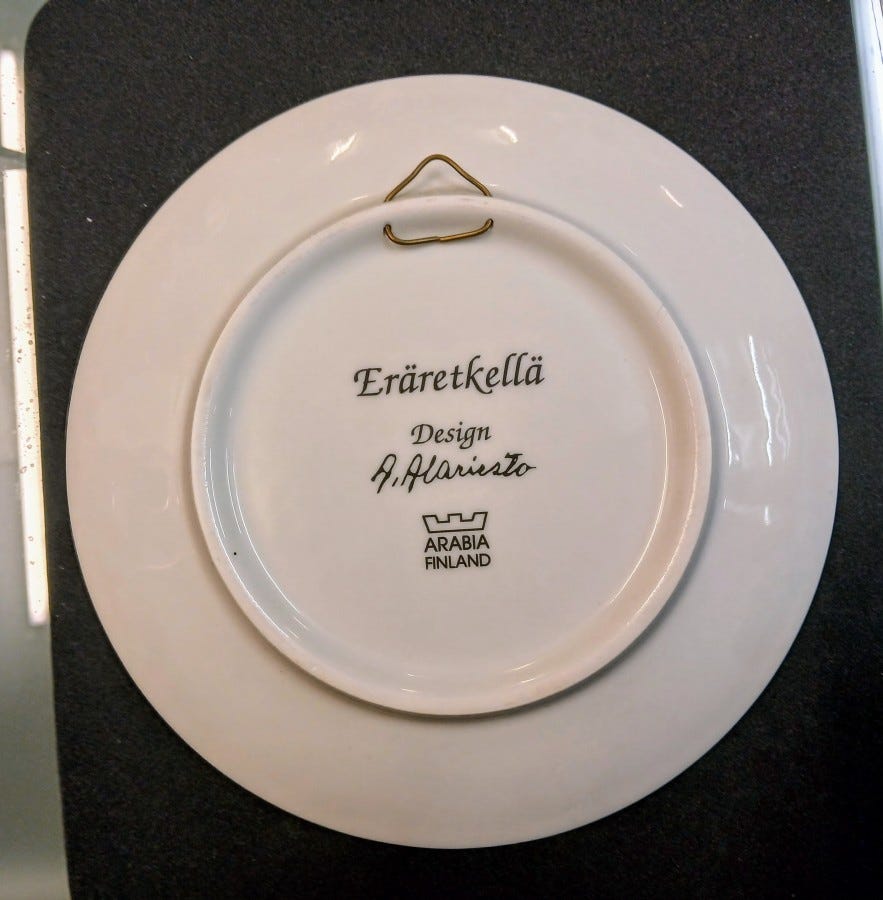 Eräretkellä
Design
A. Alariesto
ARABIA
FINLAND